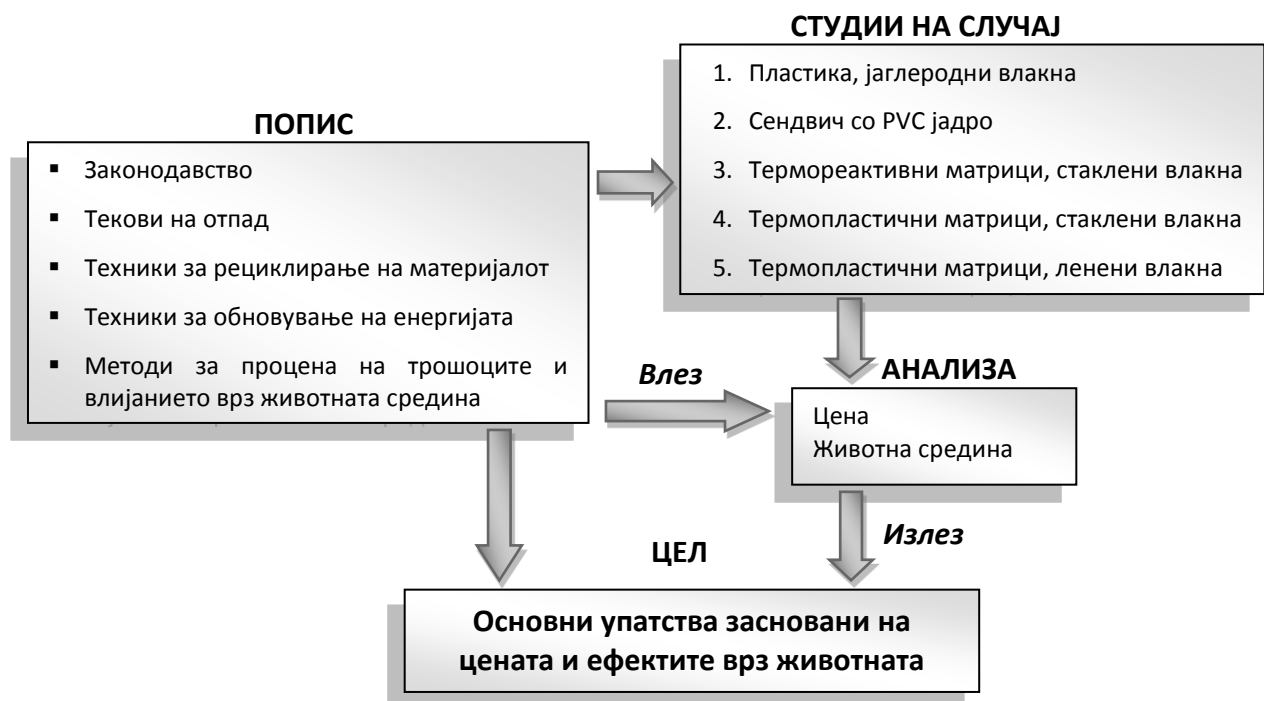 СТУДИИ НА СЛУЧАЈ
1. Пластика, јаглеродни влакна
2. Сендвич со PVC јадро
3. Термореактивни матрици, стаклени влакна
4. Термопластични матрици, стаклени влакна
5. Термопластични матрици, ленени влакна
ПОПИС
▪ Законодавство
▪ Текови на отпад
▪ Техники за рециклирање на материјалот
▪ Техники за обновување на енергијата
▪ Методи за процена на трошоците и
влијанието врз животната средина
Влез
АНАЛИЗА
Цена
Животна средина
Излез
ЦЕЛ
Основни упатства засновани на
цената и ефектите врз животната